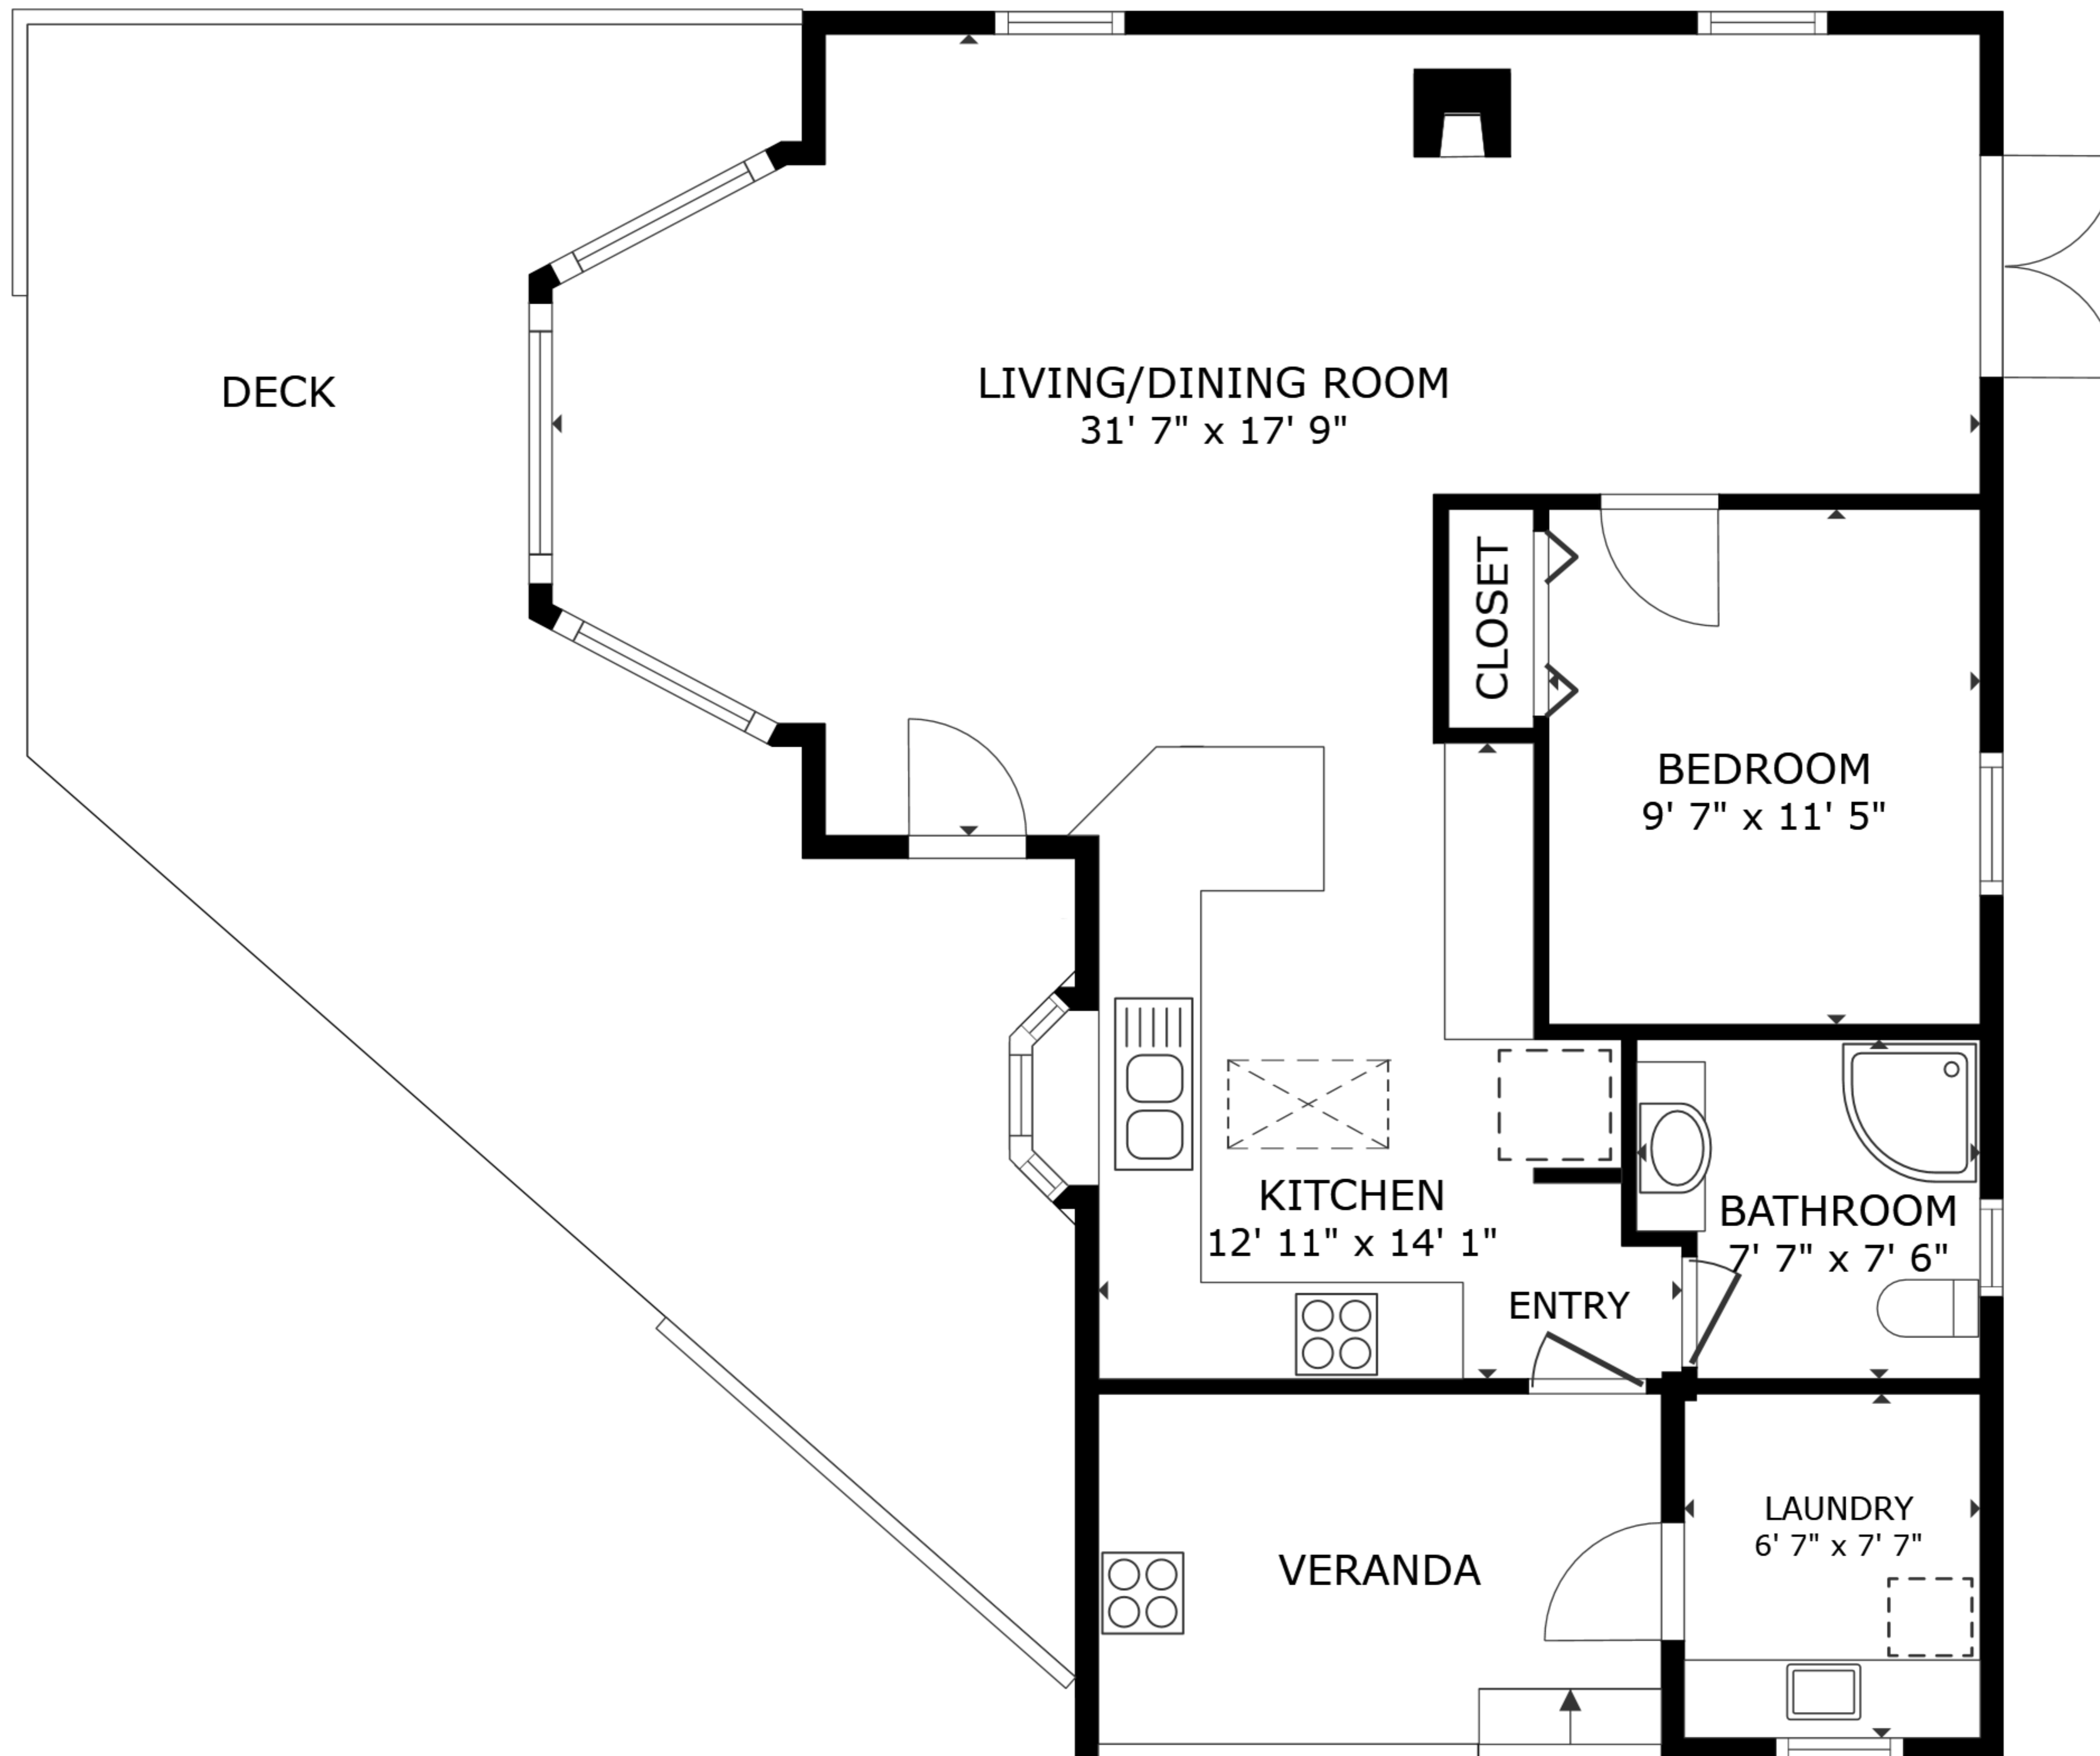 DECK
LIVING/DINING ROOM
31' 7" x 17' 9"
CLOSET
BEDROOM
9' 7" x 11' 5"
KITCHEN
12' 11" x 14' 1"
BATHROOM
7' 7" x 7' 6"
ENTRY
LAUNDRY
6' 7" x 7' 7"
VERANDA